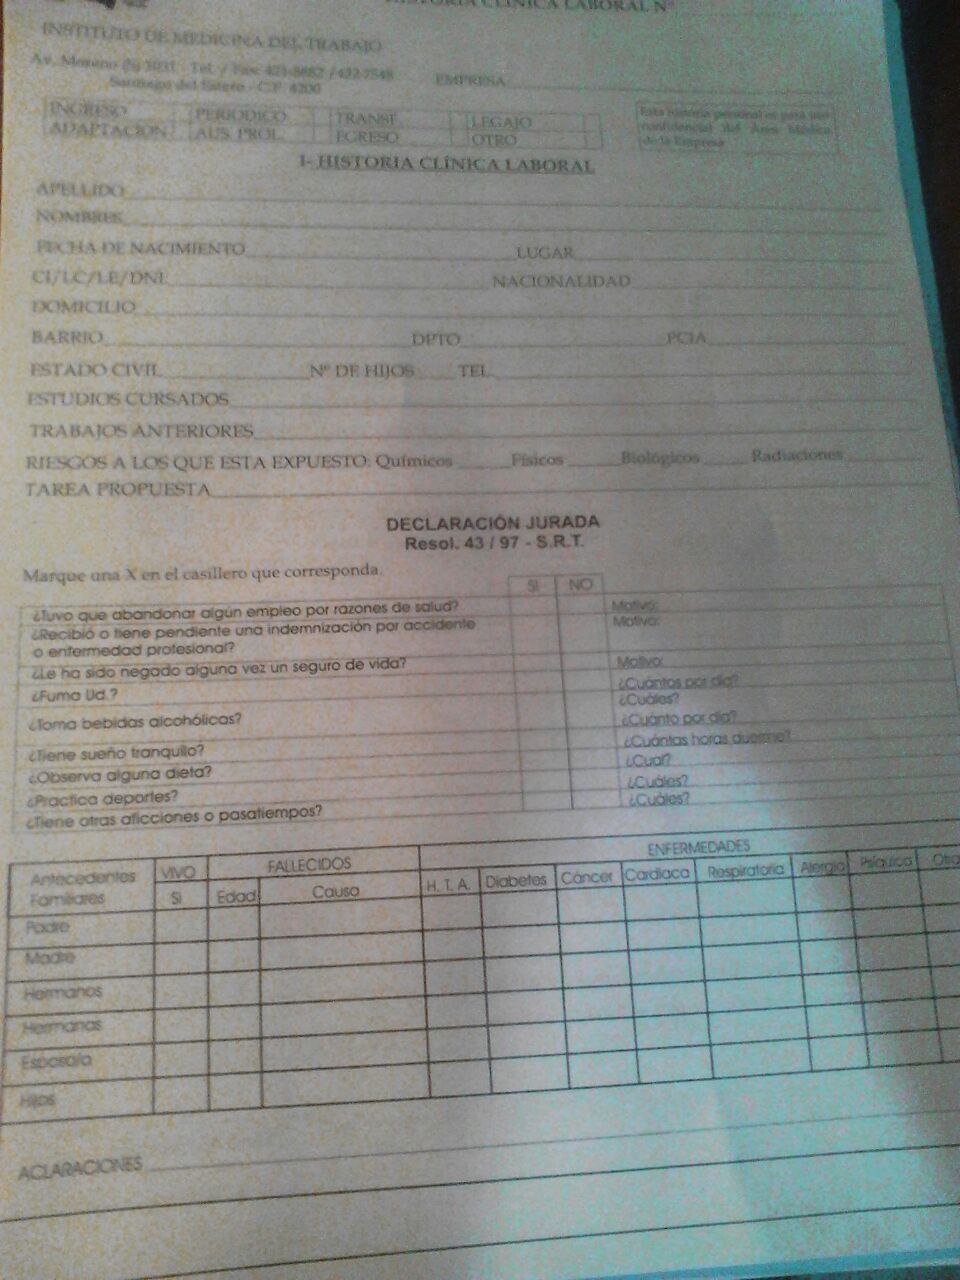 HISTORIA CLÍNICA LABORAL Nº
INSTITUTO DE MEDICINA DEL TRABAJO
Av. Moreno (S) Tel. / Fax: 421-8882 / 422-7548
Santiago del Estero - C.P. 4200
EMPRESA
INGRESO PERIODICO TRANSF. LEGAJO
ADAPTACION AUS. PROL. EGRESO OTRO
Esta historia personal es para uso
confidencial del Area Médica
de la Empresa
I- HISTORIA CLÍNICA LABORAL
APELLIDO
NOMBRES
FECHA DE NACIMIENTO LUGAR
CI/LC/LE/DNI. NACIONALIDAD
DOMICILIO
BARRIO DPTO PCIA
ESTADO CIVIL Nº DE HIJOS TEL
ESTUDIOS CURSADOS
TRABAJOS ANTERIORES
RIESGOS A LOS QUE ESTA EXPUESTO: Químicos Físicos Biológicos Radiaciones
TAREA PROPUESTA
DECLARACIÓN JURADA
Resol. 43 / 97 - S.R.T.
Marque una X en el casillero que corresponda.
SI NO
¿Tuvo que abandonar algún empleo por razones de salud? Motivo:
¿Recibió o tiene pendiente una indemnización por accidente Motivo:
o enfermedad profesional?
¿Le ha sido negado alguna vez un seguro de vida? Motivo:
¿Fuma Ud.? ¿Cuántos por día?
¿Cuáles?
¿Toma bebidas alcohólicas? ¿Cuánto por día?
¿Tiene sueño tranquilo? ¿Cuántas horas duerme?
¿Observa alguna dieta? ¿Cual?
¿Practica deportes? ¿Cuáles?
¿Tiene otras aficciones o pasatiempos? ¿Cuáles?
Antecedentes Familiares VIVO FALLECIDOS ENFERMEDADES
SI Edad Causa H. T. A. Diabetes Cáncer Cardíaca Respiratoria Alergia Psíquica Otra
Padre
Madre
Hermanos
Hermanas
Esposo/a
Hijos
ACLARACIONES